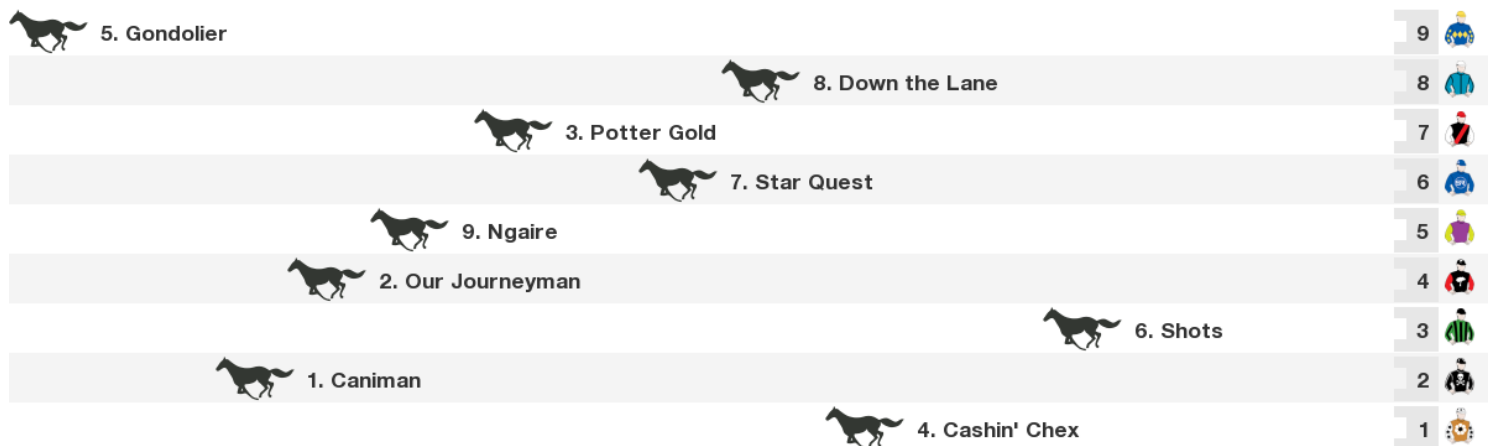 5. Gondolier 9
8. Down the Lane 8
3. Potter Gold 7
7. Star Quest 6
9. Ngaire 5
2. Our Journeyman 4
6. Shots 3
1. Caniman 2
4. Cashin' Chex 1